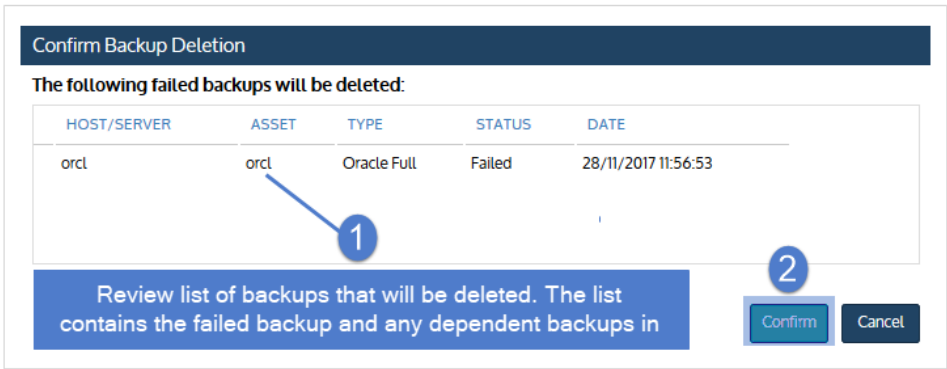 Confirm Backup Deletion
The following failed backups will be deleted:
HOST/SERVER ASSET TYPE STATUS DATE
orcl orcl Oracle Full Failed 28/11/2017 11:56:53
1
2
Review list of backups that will be deleted. The list
contains the failed backup and any dependent backups in
Confirm Cancel